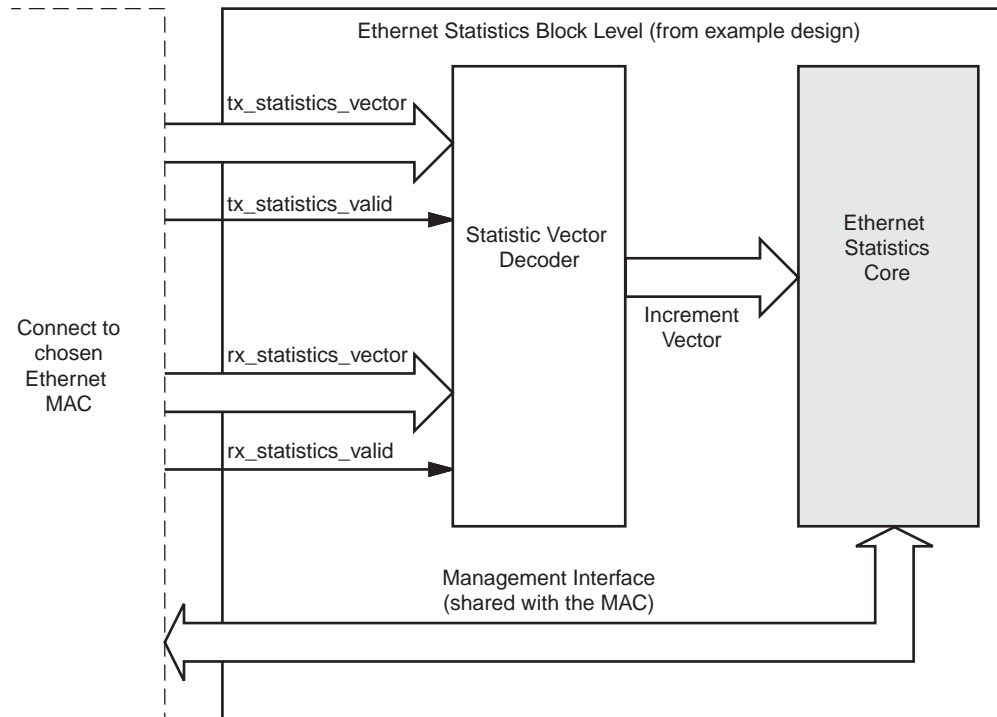 Ethernet Statistics Block Level (from example design)
tx_statistics_vector
tx_statistics_valid
Statistic Vector
Decoder
Ethernet
Statistics
Core
Increment
Vector
Connect to
chosen
Ethernet
MAC
rx_statistics_vector
rx_statistics_valid
Management Interface
(shared with the MAC)